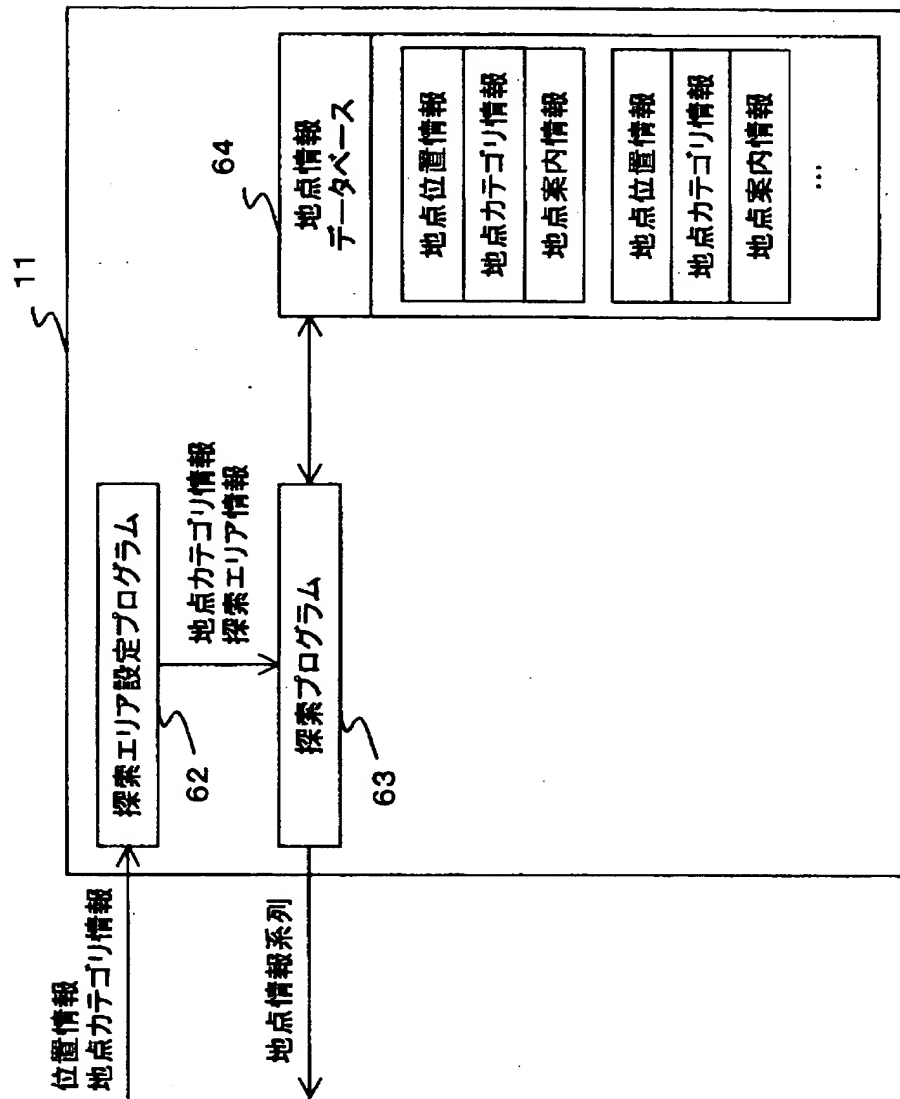 11
位置情報
地点カテゴリ情報
探索エリア設定プログラム
62
地点カテゴリ情報
探索エリア情報
地点情報系列
探索プログラム
63
64
地点情報
データベース
地点位置情報
地点カテゴリ情報
地点案内情報
地点位置情報
地点カテゴリ情報
地点案内情報
…